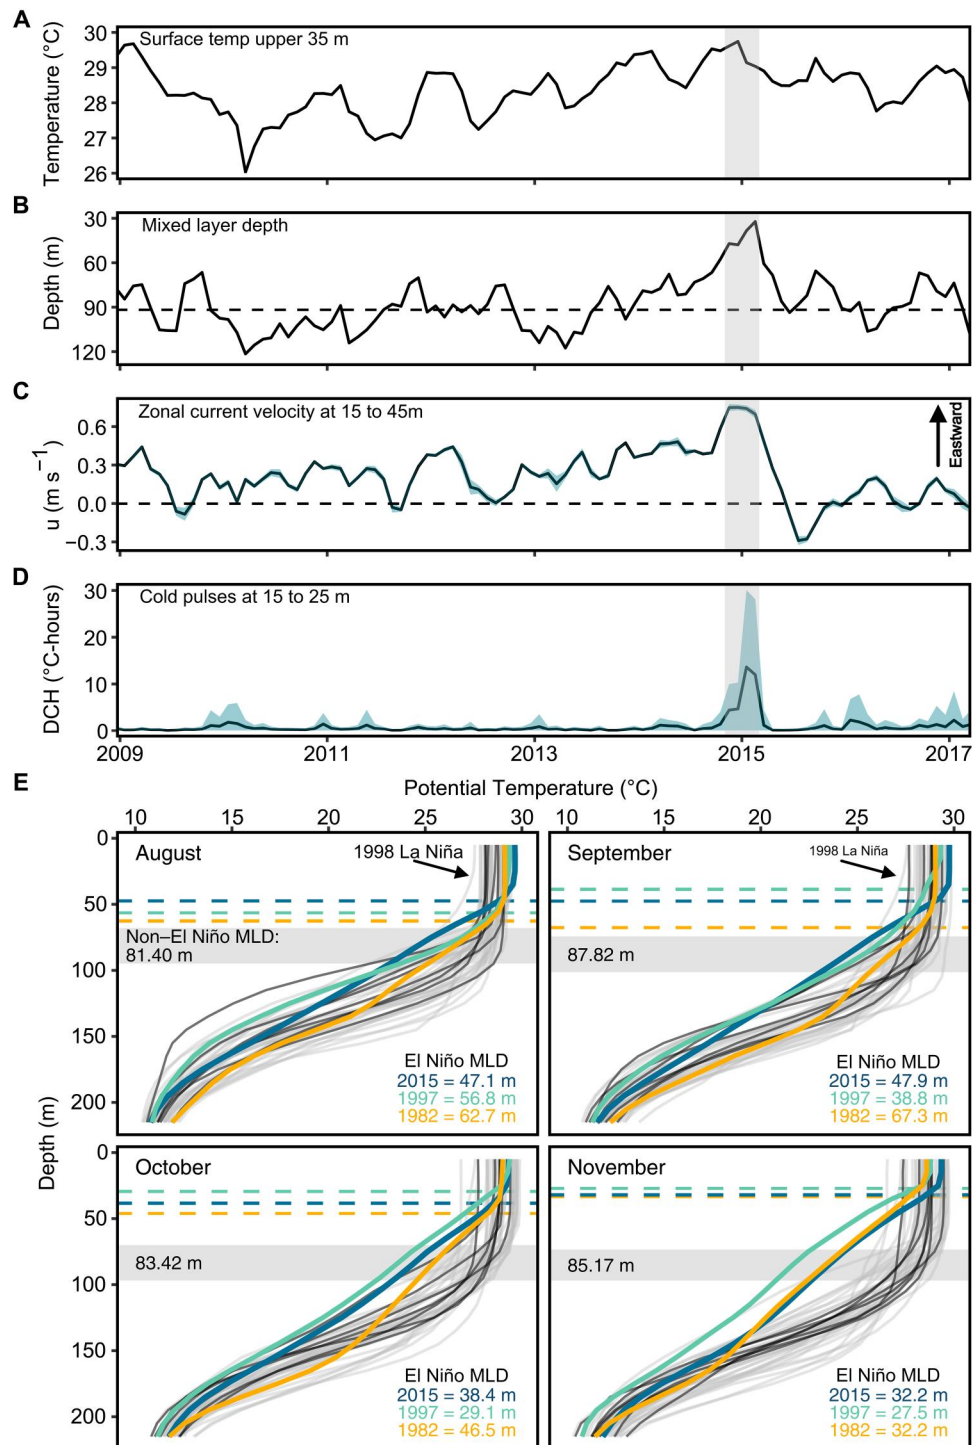 A
Temperature (°C)
30
29
28
27
26
Surface temp upper 35 m
B
Depth (m)
30
60
90
120
Mixed layer depth
C
u (m s⁻¹)
0.6
0.3
0.0
−0.3
Zonal current velocity at 15 to 45m
Eastward
D
DCH (°C-hours)
30
20
10
0
Cold pulses at 15 to 25 m
2009 2011 2013 2015 2017
E
Potential Temperature (°C)
10 15 20 25 30
10 15 20 25 30
Depth (m)
0
50
100
150
200
August
1998 La Niña
Non–El Niño MLD:
81.40 m
El Niño MLD
2015 = 47.1 m
1997 = 56.8 m
1982 = 62.7 m
September
1998 La Niña
87.82 m
El Niño MLD
2015 = 47.9 m
1997 = 38.8 m
1982 = 67.3 m
0
50
100
150
200
October
83.42 m
El Niño MLD
2015 = 38.4 m
1997 = 29.1 m
1982 = 46.5 m
November
85.17 m
El Niño MLD
2015 = 32.2 m
1997 = 27.5 m
1982 = 32.2 m